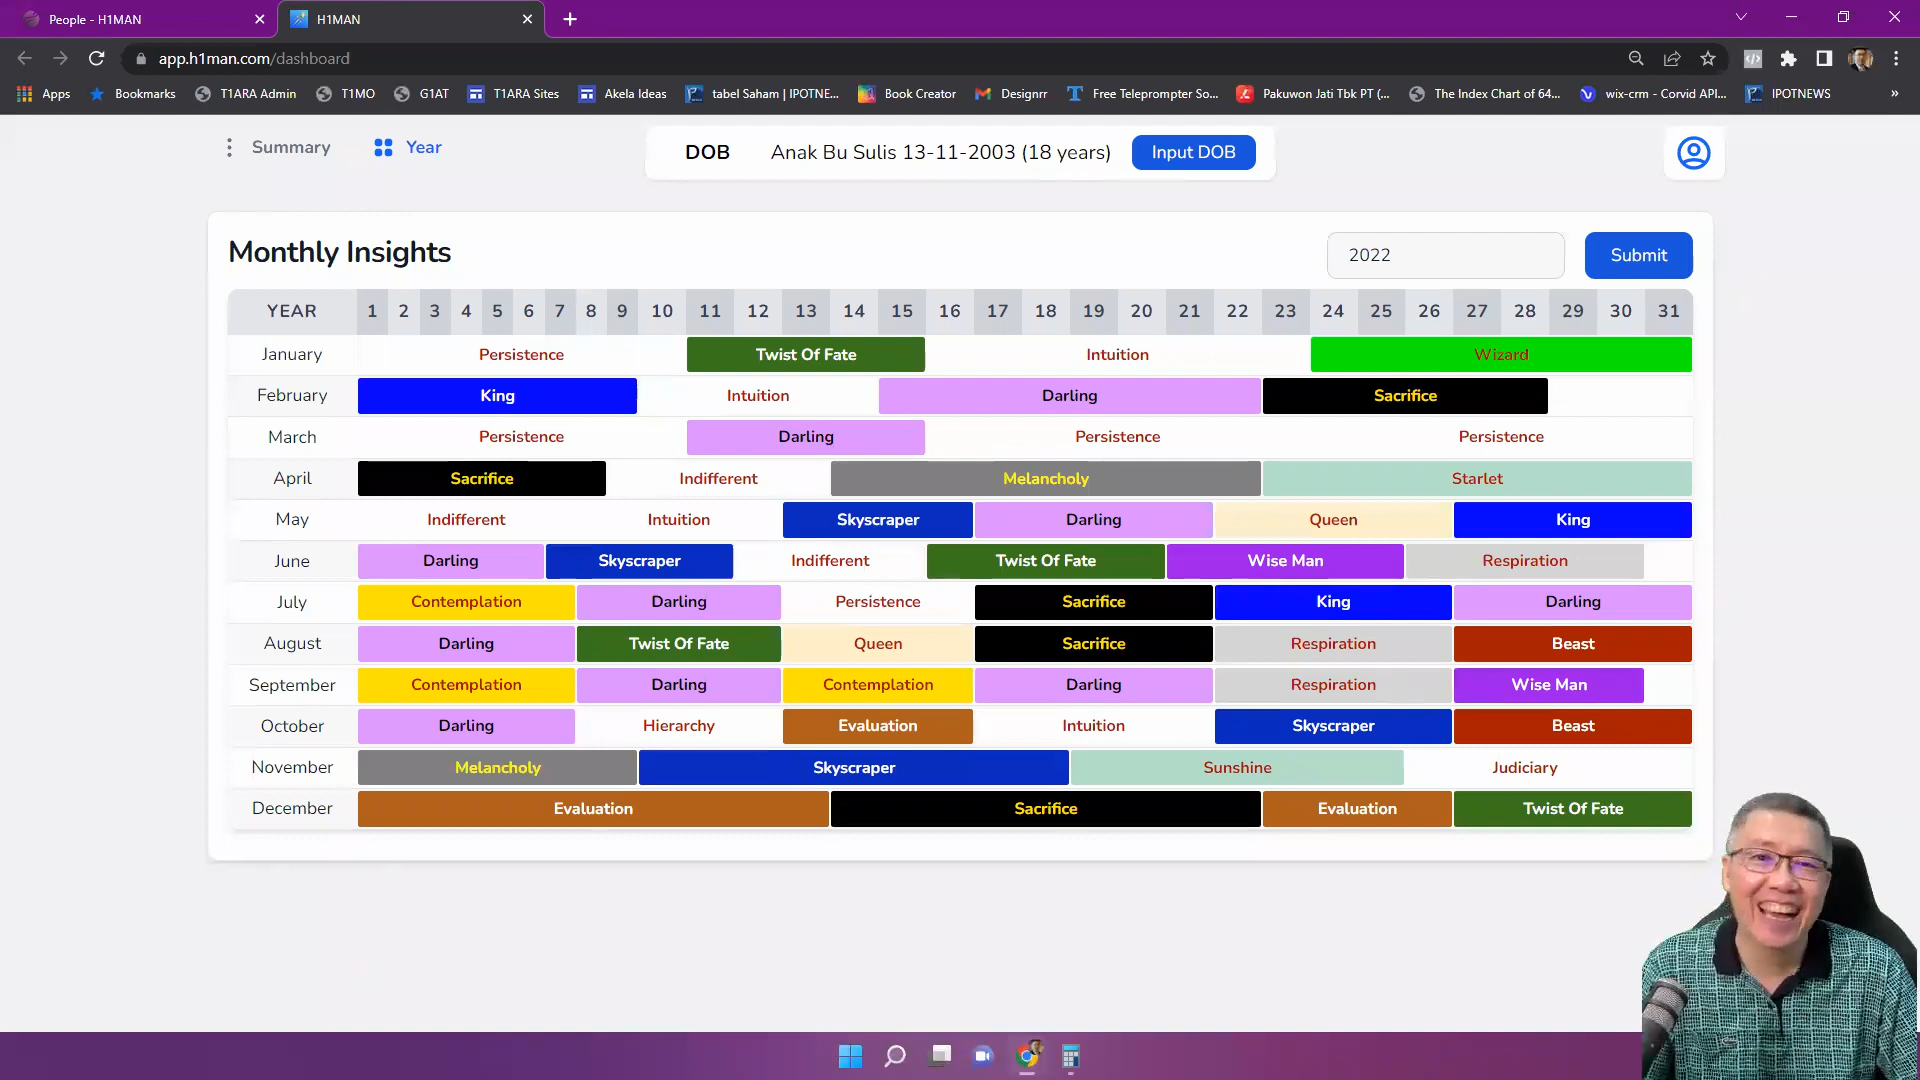 People - H1MAN
H1MAN
app.h1man.com/dashboard
Apps Bookmarks T1ARA Admin T1MO G1AT T1ARA Sites Akela Ideas tabel Saham | IPOTNE... Book Creator Designrr Free Teleprompter So... Pakuwon Jati Tbk PT (... The Index Chart of 64... wix-crm - Corvid API... IPOTNEWS »
Summary Year DOB Anak Bu Sulis 13-11-2003 (18 years) Input DOB
Monthly Insights 2022 Submit
YEAR 1 2 3 4 5 6 7 8 9 10 11 12 13 14 15 16 17 18 19 20 21 22 23 24 25 26 27 28 29 30 31
January Persistence Twist Of Fate Intuition Wizard
February King Intuition Darling Sacrifice
March Persistence Darling Persistence Persistence
April Sacrifice Indifferent Melancholy Starlet
May Indifferent Intuition Skyscraper Darling Queen King
June Darling Skyscraper Indifferent Twist Of Fate Wise Man Respiration
July Contemplation Darling Persistence Sacrifice King Darling
August Darling Twist Of Fate Queen Sacrifice Respiration Beast
September Contemplation Darling Contemplation Darling Respiration Wise Man
October Darling Hierarchy Evaluation Intuition Skyscraper Beast
November Melancholy Skyscraper Sunshine Judiciary
December Evaluation Sacrifice Evaluation Twist Of Fate